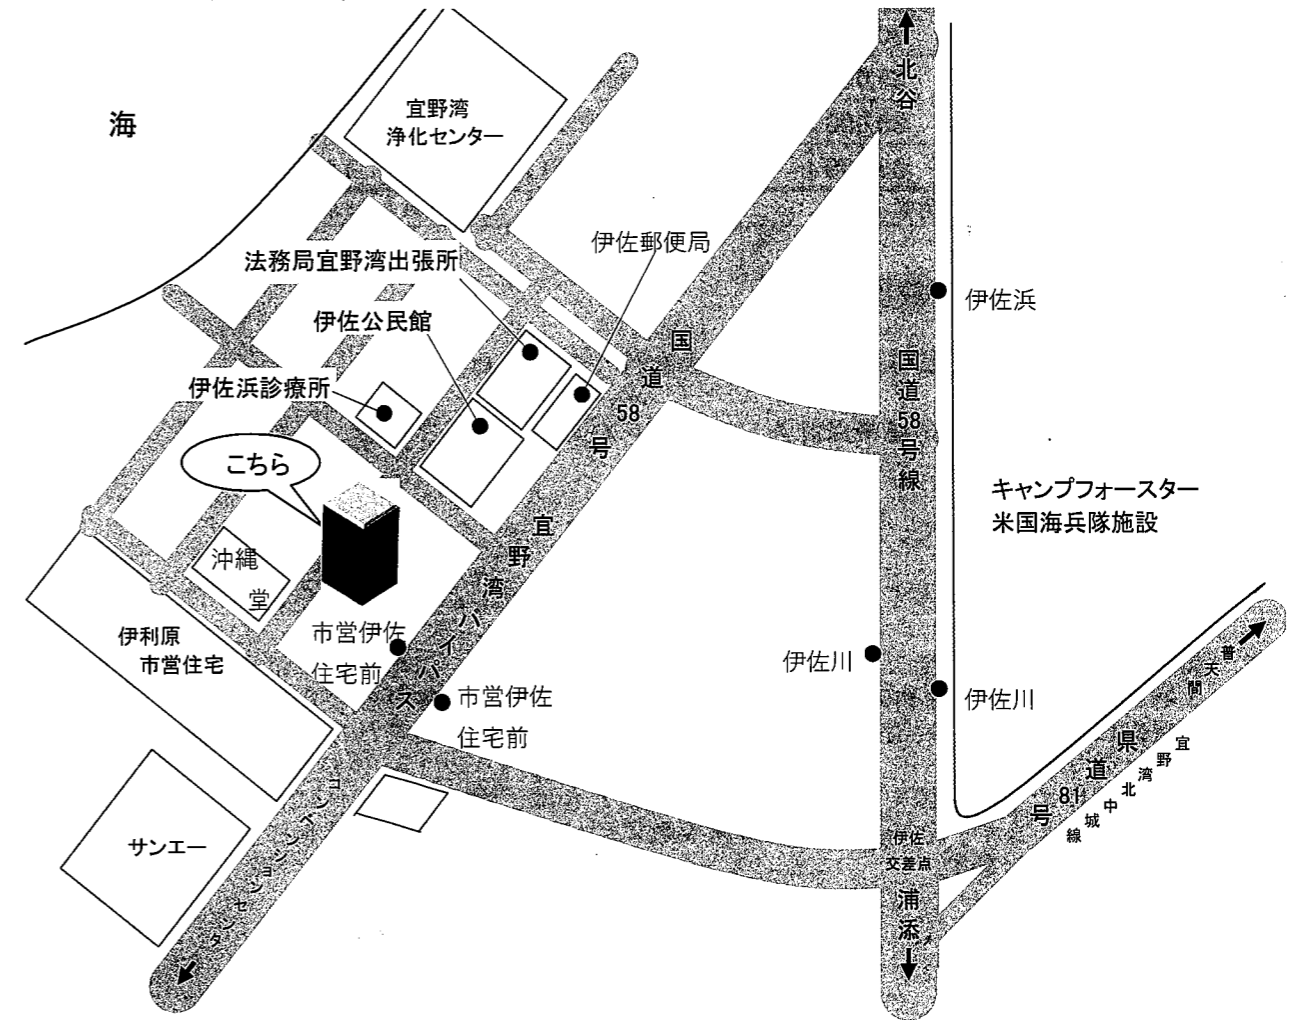 北谷
海
宜野湾
浄化センター
伊佐郵便局
法務局宜野湾出張所
伊佐浜
伊佐公民館
国道58号
国道58号線
伊佐浜診療所
こちら
キャンプフォースター
米国海兵隊施設
宜野湾バイパス
沖縄
堂
伊利原
市営住宅
市営伊佐
住宅前
市営伊佐
住宅前
伊佐川
伊佐川
普天間
県道81号
宜野湾北中城線
コンベンションセンター
サンエー
伊佐
交差点
浦添